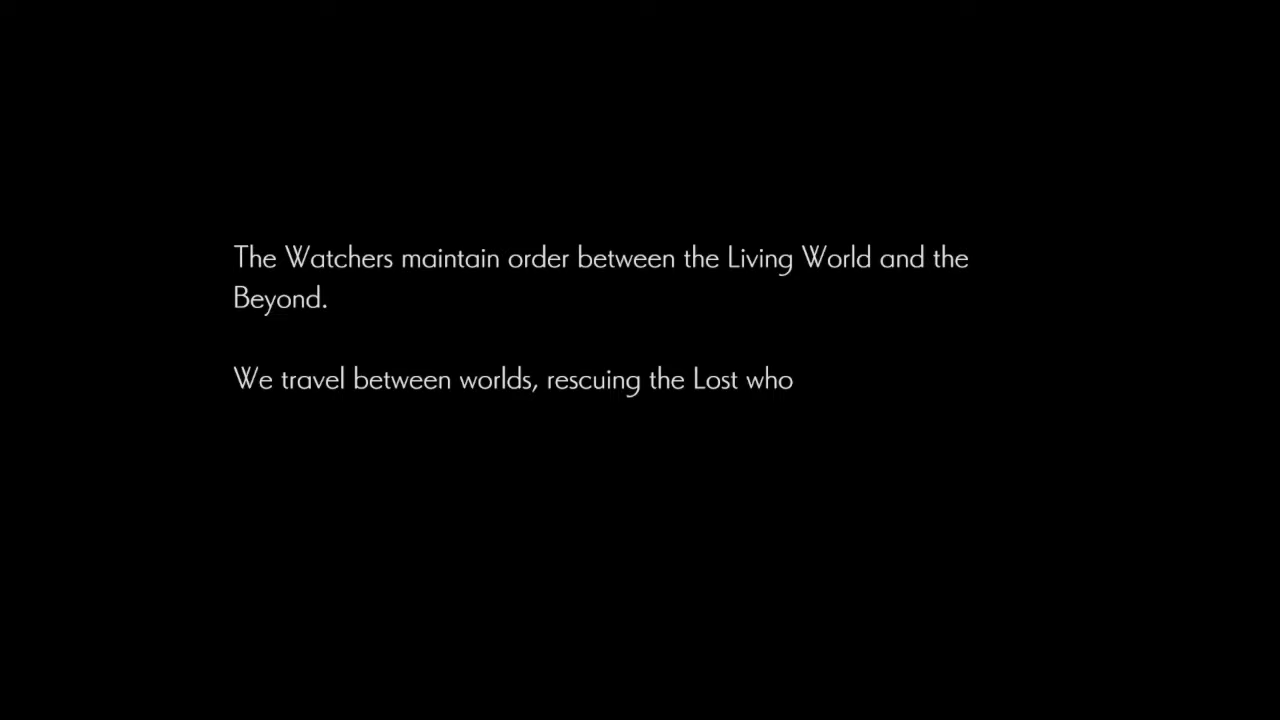 The Watchers maintain order between the Living World and the
Beyond.
We travel between worlds, rescuing the Lost who